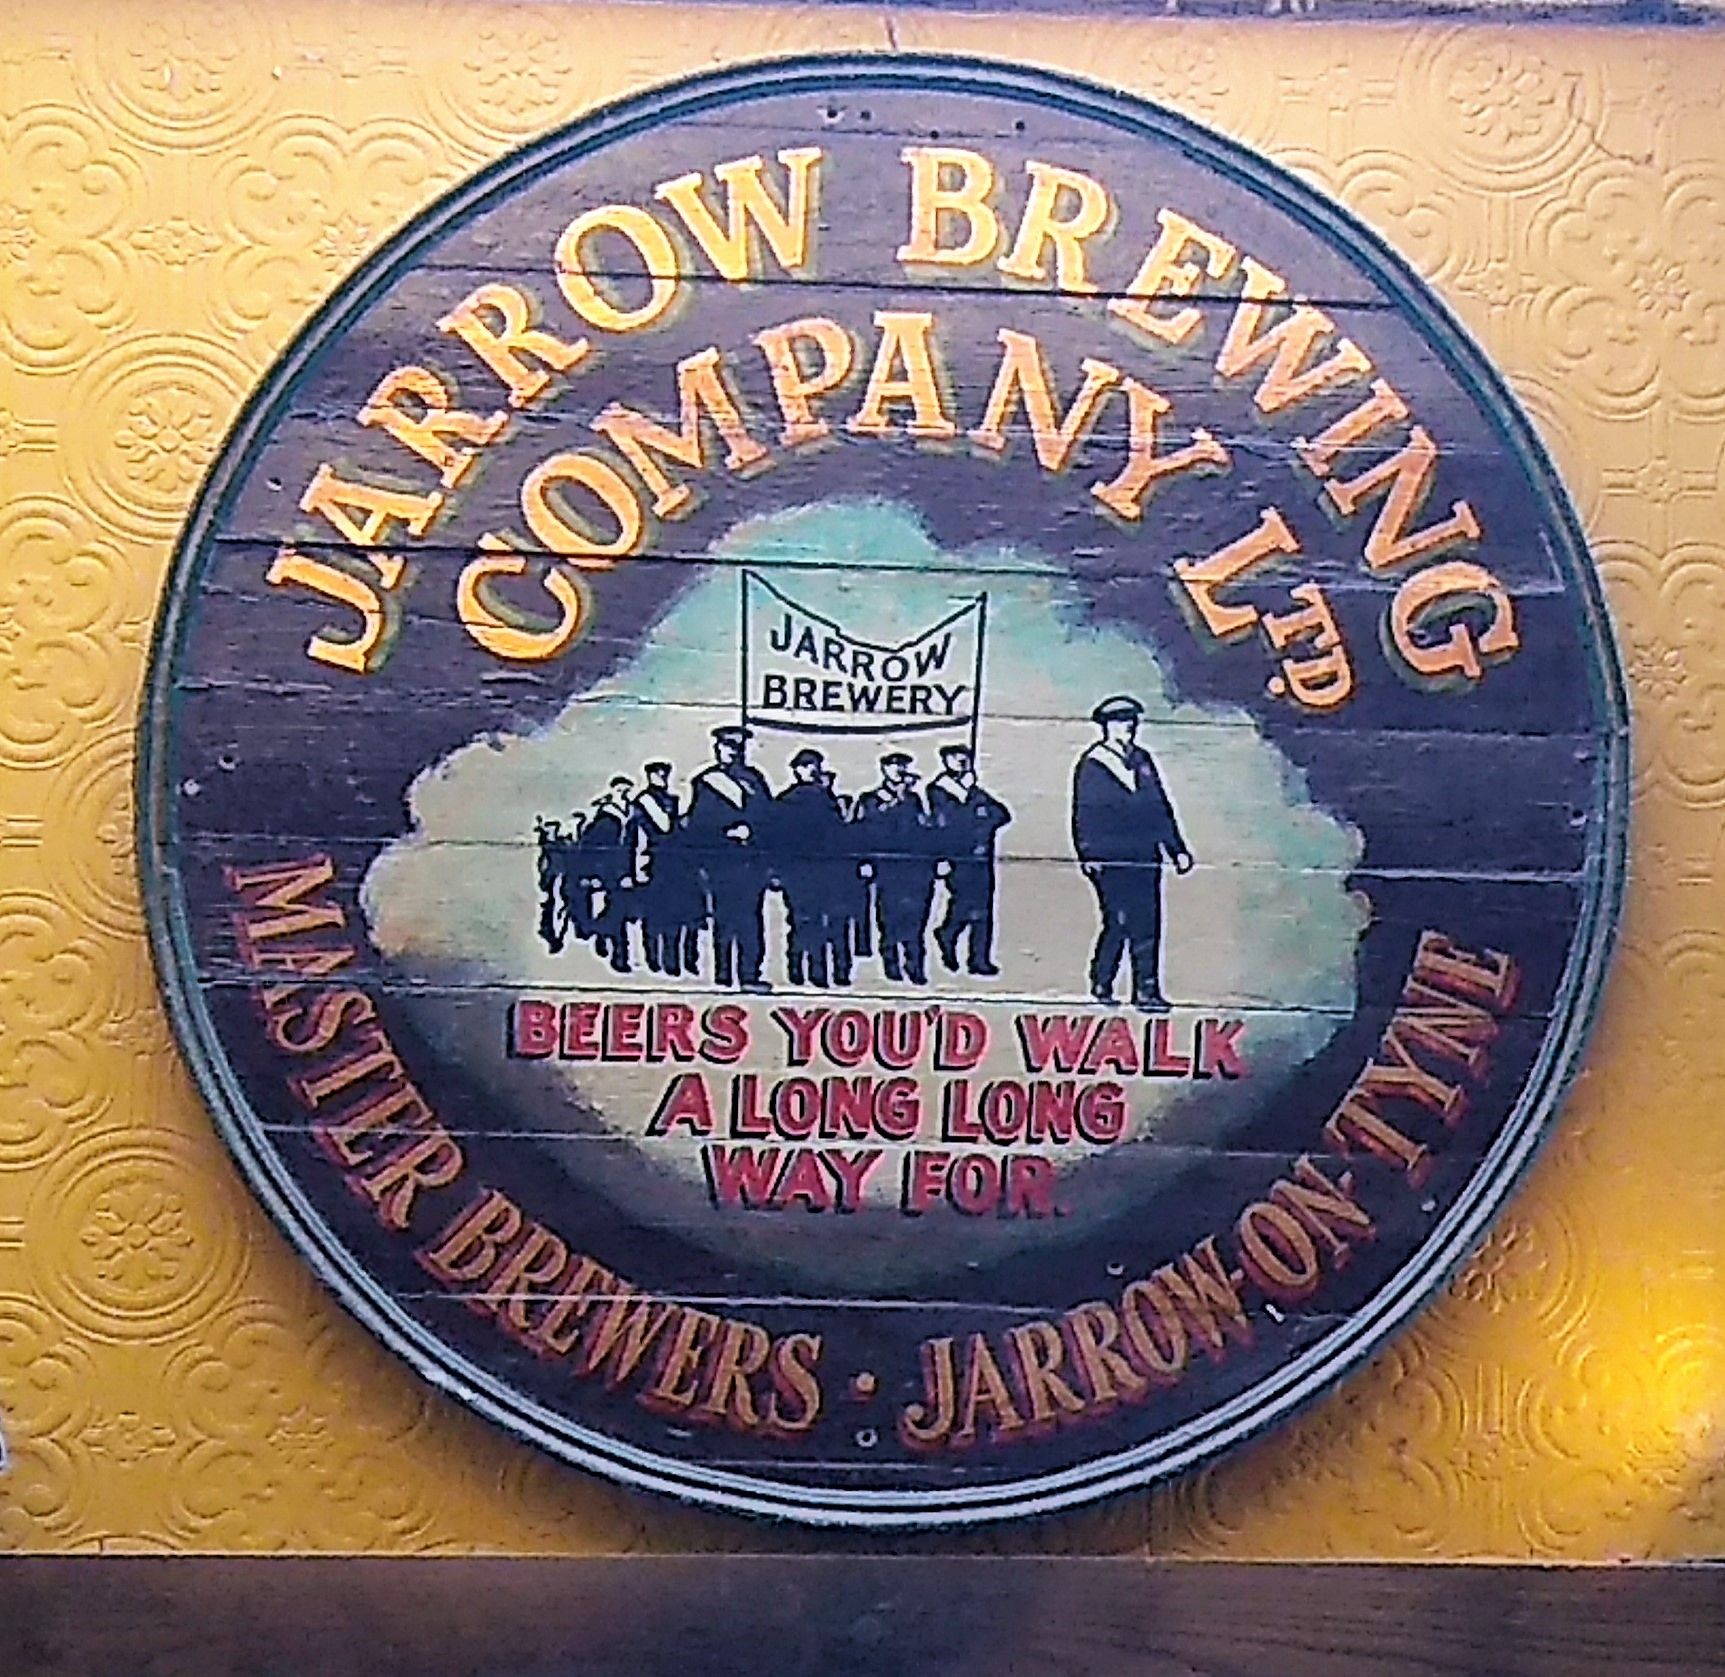 JARROW BREWING
COMPANY LTD.
JARROW
BREWERY
BEERS YOU'D WALK
A LONG LONG
WAY FOR.
MASTER BREWERS · JARROW-ON-TYNE